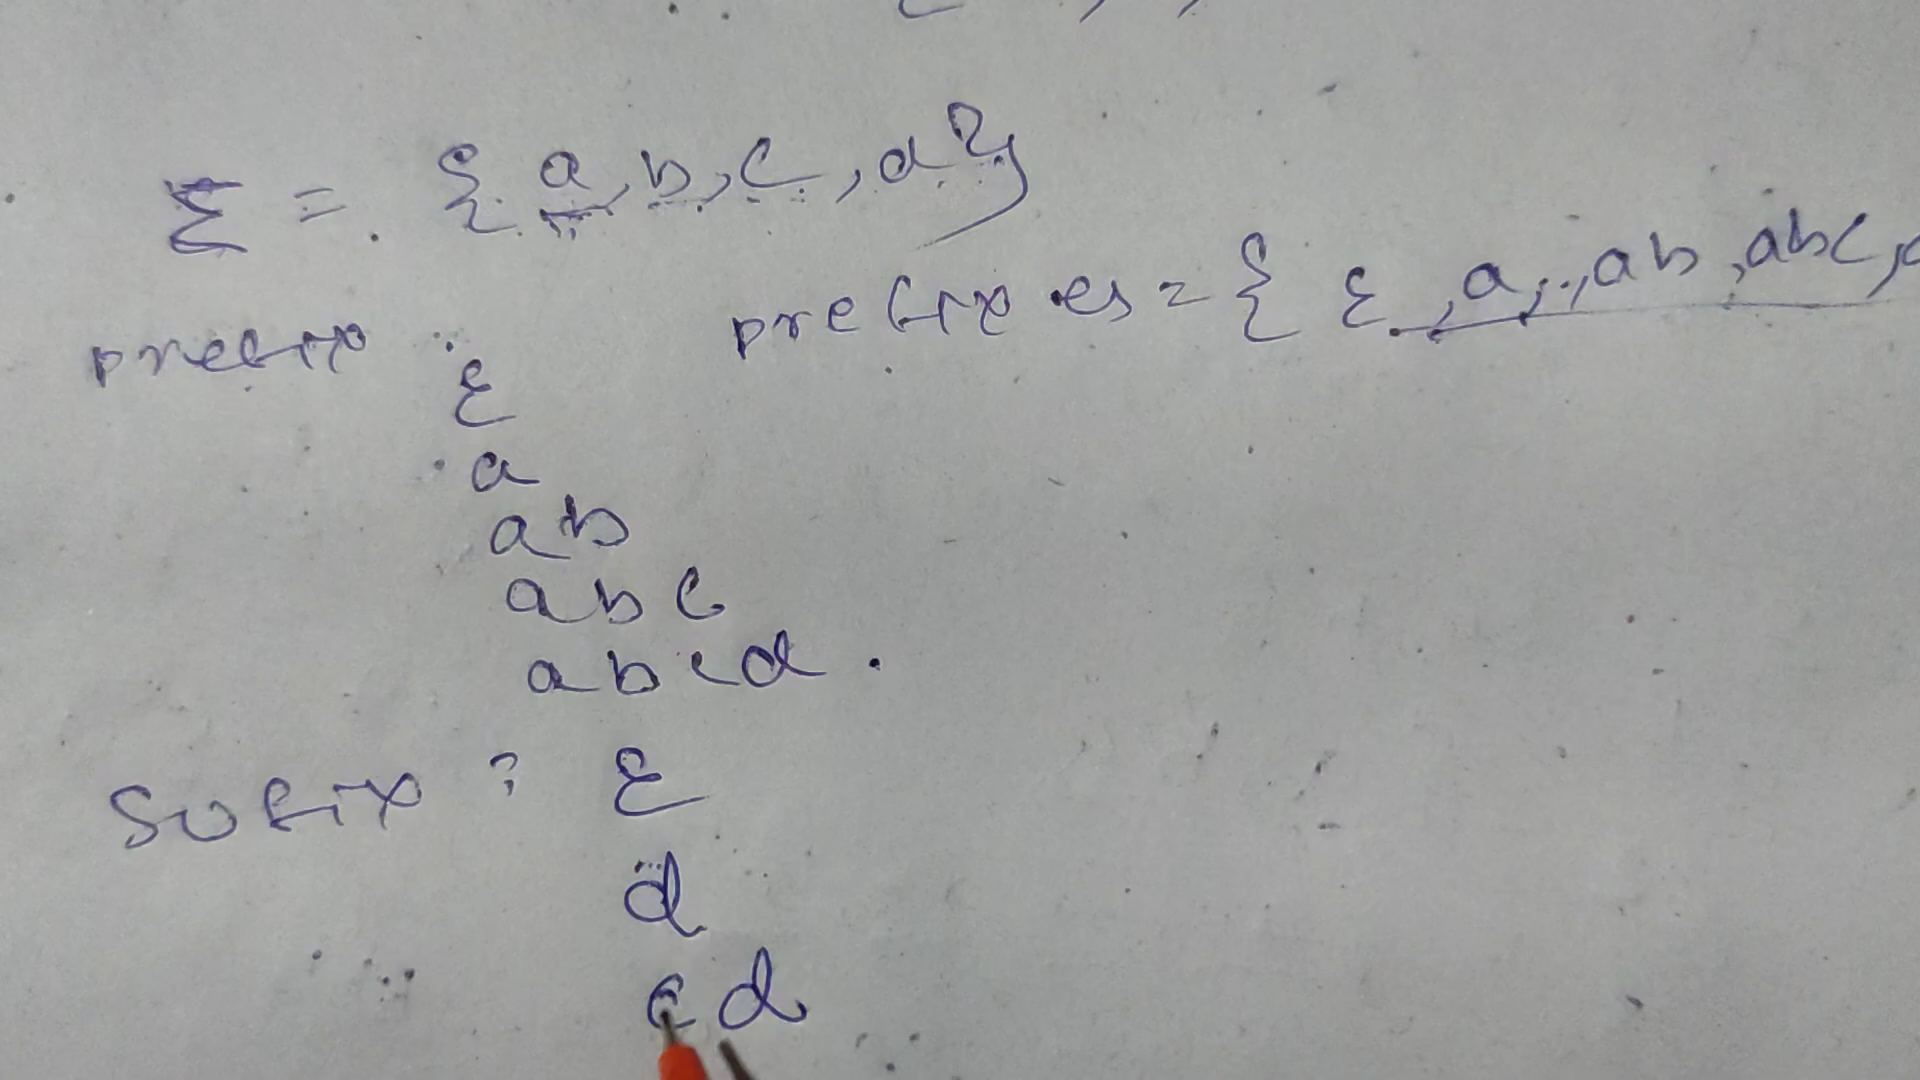 Σ = {a, b, c, d}
prefixes = {ε, a, ab, abc,
prefix :
ε
a
ab
abc
abcd.
Sufix : ε
d
cd